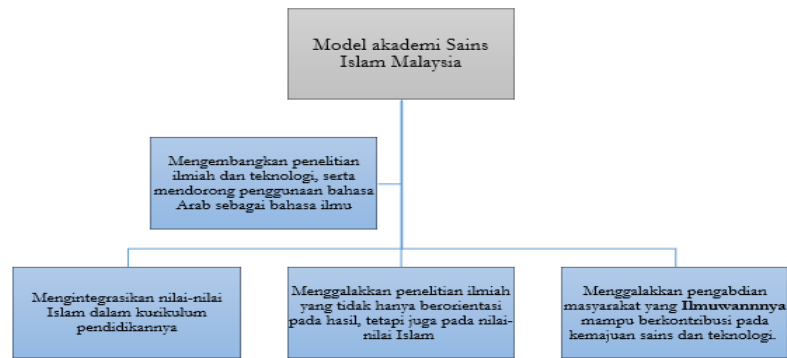 Model akademi Sains
Islam Malaysia
Mengembangkan penelitian
ilmiah dan teknologi, serta
mendorong penggunaan bahasa
Arab sebagai bahasa ilmu
Mengintegrasikan nilai-nilai
Islam dalam kurikulum
pendidikannya
Menggalakkan penelitian ilmiah
yang tidak hanya berorientasi
pada hasil, tetapi juga pada nilai-
nilai Islam
Menggalakkan pengabdian
masyarakat yang Ilmuwannnya
mampu berkontribusi pada
kemajuan sains dan teknologi.